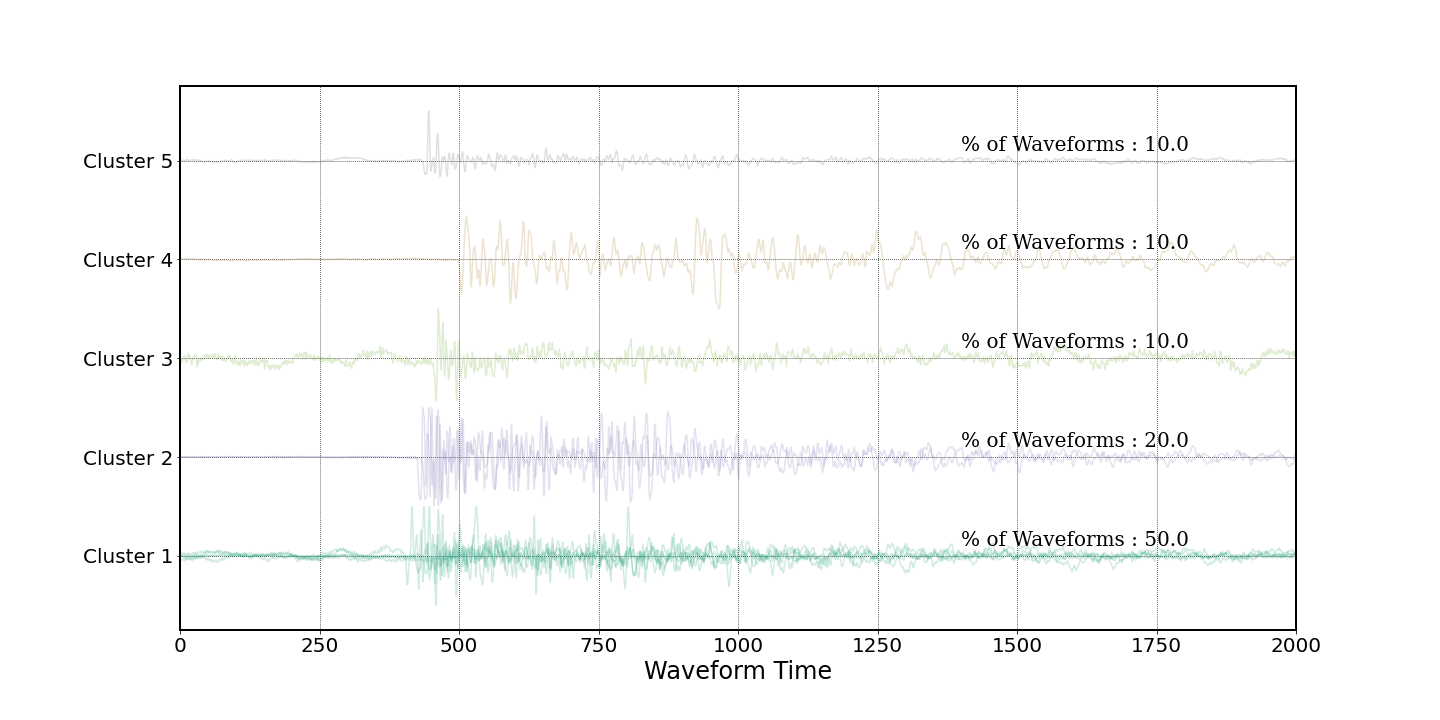 Cluster 5
% of Waveforms : 10.0
Cluster 4
% of Waveforms : 10.0
Cluster 3
% of Waveforms : 10.0
Cluster 2
% of Waveforms : 20.0
Cluster 1
% of Waveforms : 50.0
0 250 500 750 1000 1250 1500 1750 2000
Waveform Time